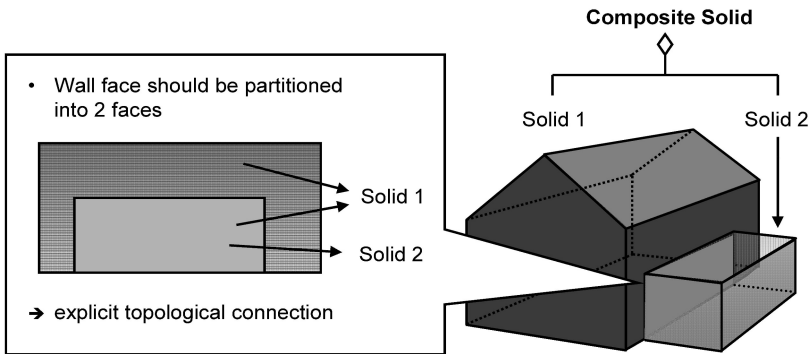 Composite Solid
• Wall face should be partitioned
into 2 faces
Solid 1
Solid 2
➔ explicit topological connection
Solid 1
Solid 2